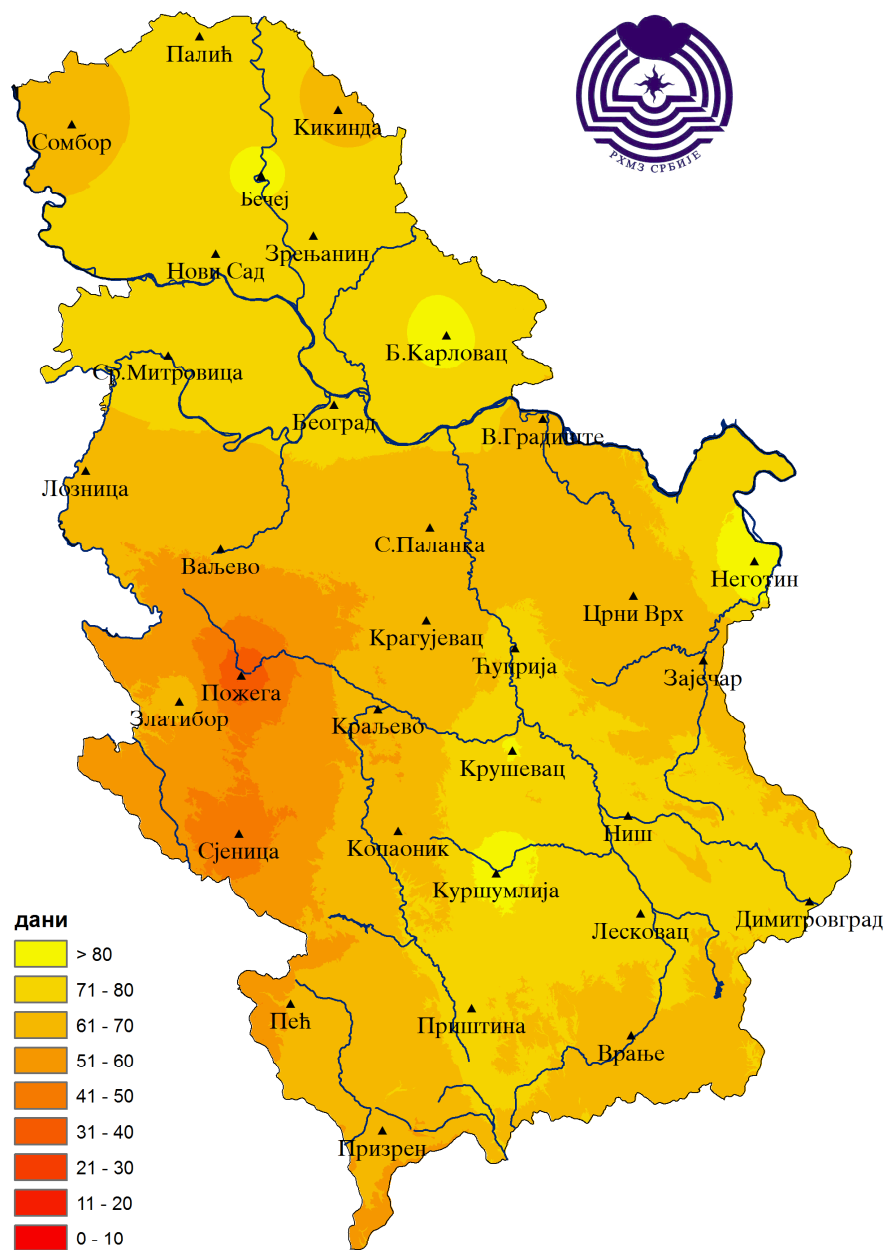 Палић
Кикинда
Сомбор
Бечеј
Зрењанин
Нови Сад
Б.Карловац
Ср.Митровица
Београд
В.Градиште
Лозница
С.Паланка
Ваљево
Неготин
Црни Врх
Крагујевац
Ћуприја
Зајечар
Пожега
Златибор
Краљево
Крушевац
Ниш
Сјеница
Копаоник
Куршумлија
Лесковац
Димитровград
Пећ
Приштина
Врање
Призрен
РХМЗ СРБИЈЕ
дани
> 80
71 - 80
61 - 70
51 - 60
41 - 50
31 - 40
21 - 30
11 - 20
0 - 10